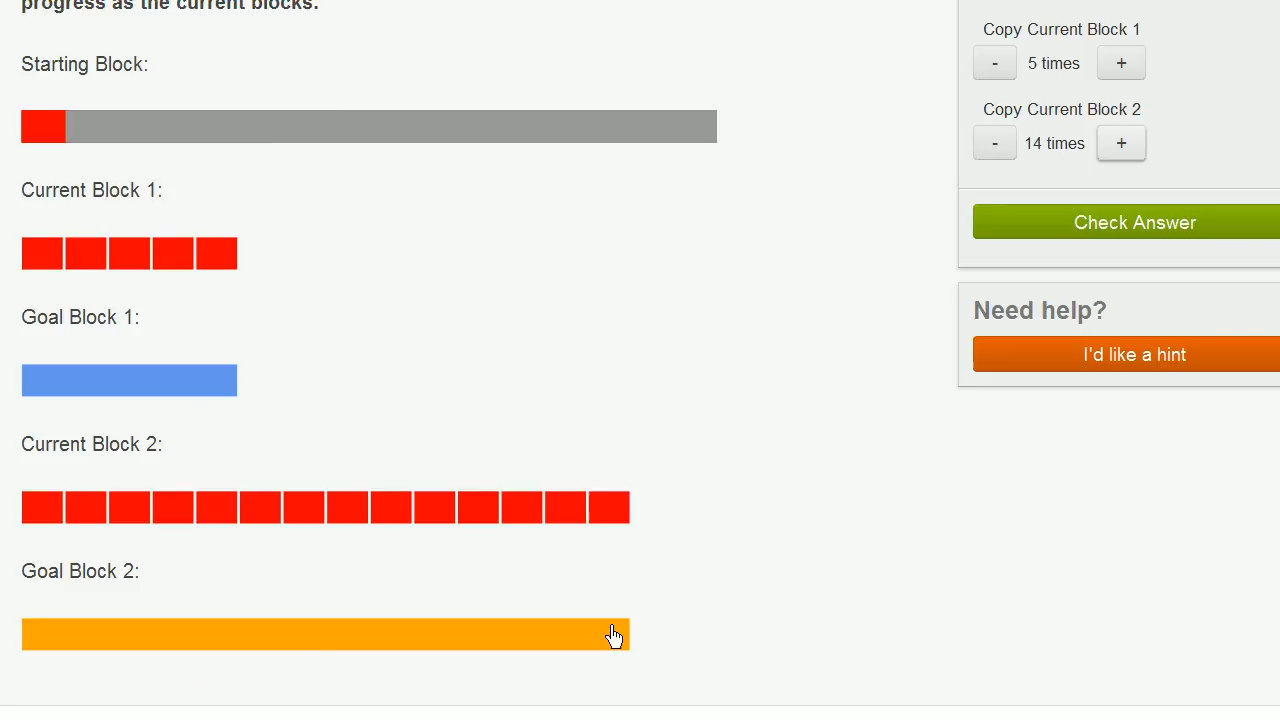 progress as the current blocks.
Starting Block:
Current Block 1:
Goal Block 1:
Current Block 2:
Goal Block 2:
Copy Current Block 1
- 5 times +
Copy Current Block 2
- 14 times +
Check Answer
Need help?
I'd like a hint